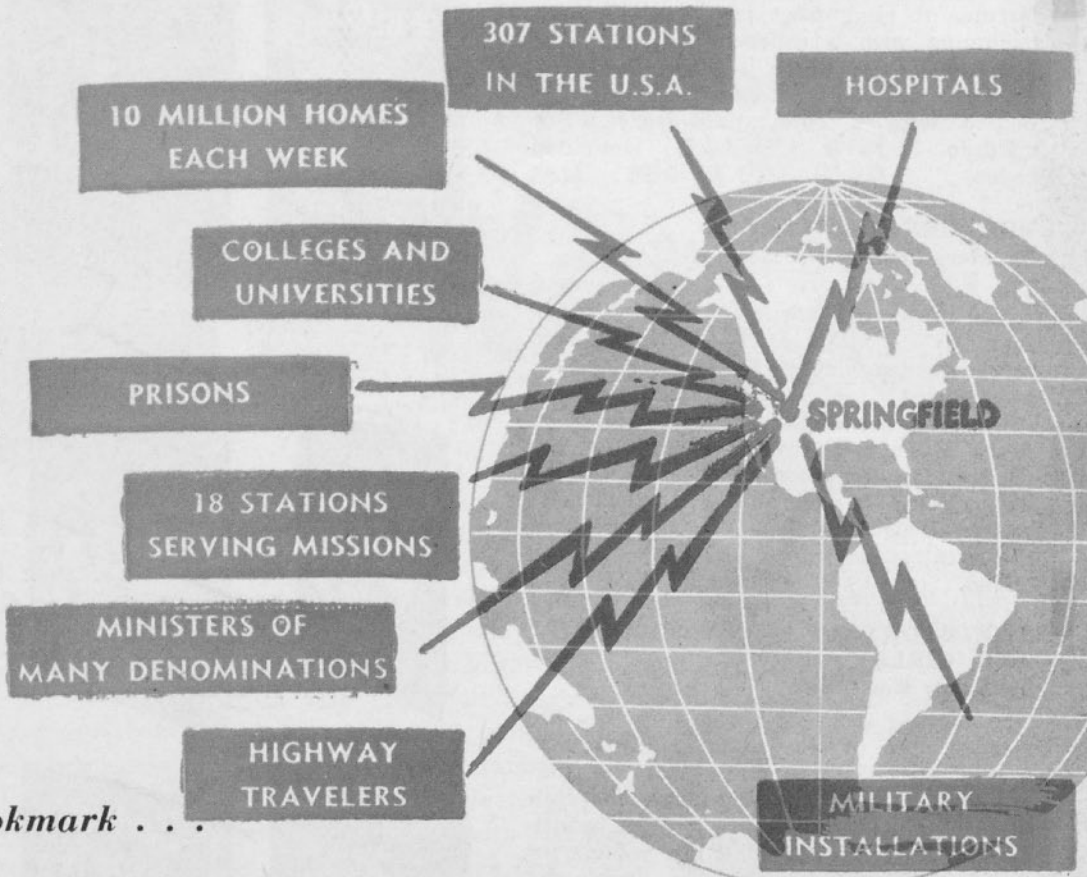 307 STATIONS
IN THE U.S.A.
HOSPITALS
10 MILLION HOMES
EACH WEEK
COLLEGES AND
UNIVERSITIES
PRISONS
SPRINGFIELD
18 STATIONS
SERVING MISSIONS
MINISTERS OF
MANY DENOMINATIONS
HIGHWAY
TRAVELERS
MILITARY
INSTALLATIONS
okmark . . .